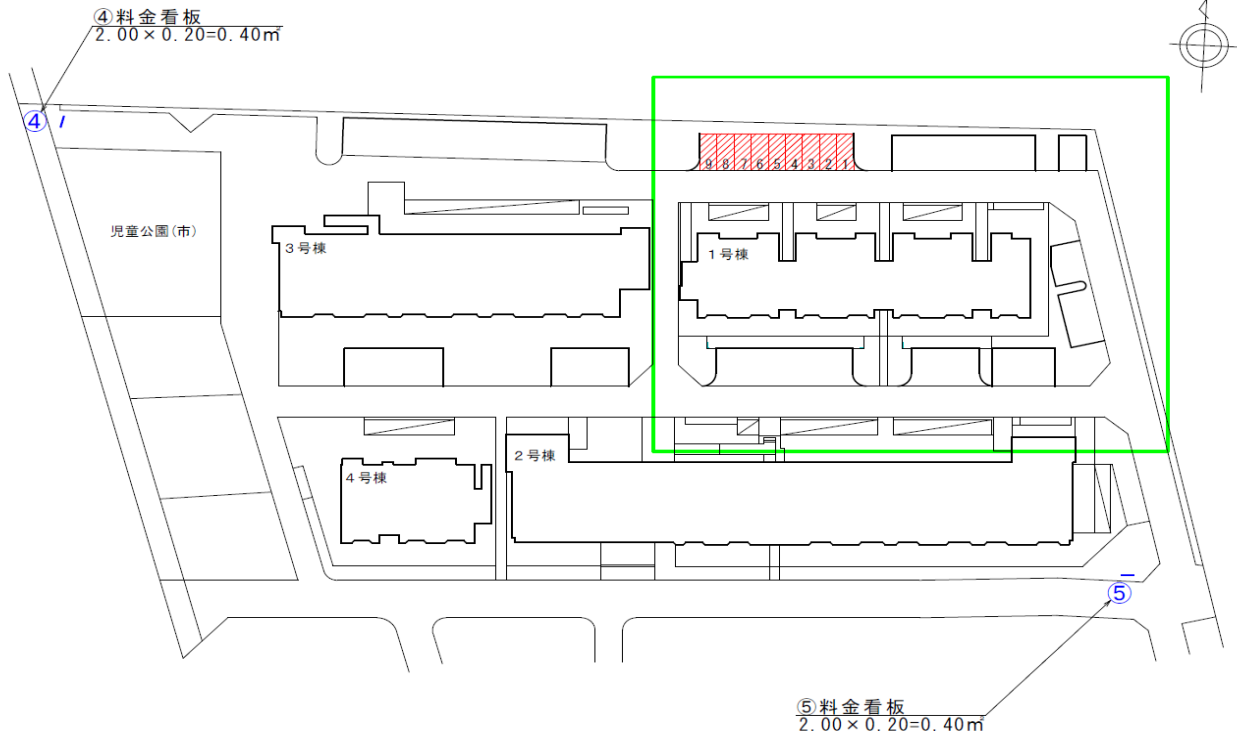 ④料金看板
2.00×0.20=0.40㎡
④
9 8 7 6 5 4 3 2 1
児童公園(市)
3号棟
1号棟
2号棟
4号棟
⑤
⑤料金看板
2.00×0.20=0.40㎡